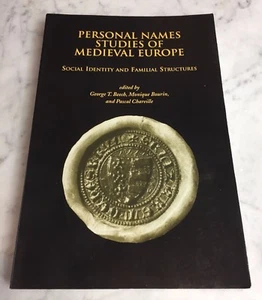 PERSONAL NAMES
STUDIES OF
MEDIEVAL EUROPE
SOCIAL IDENTITY AND FAMILIAL STRUCTURES
edited by
George T. Beech, Monique Bourin,
and Pascal Chareille